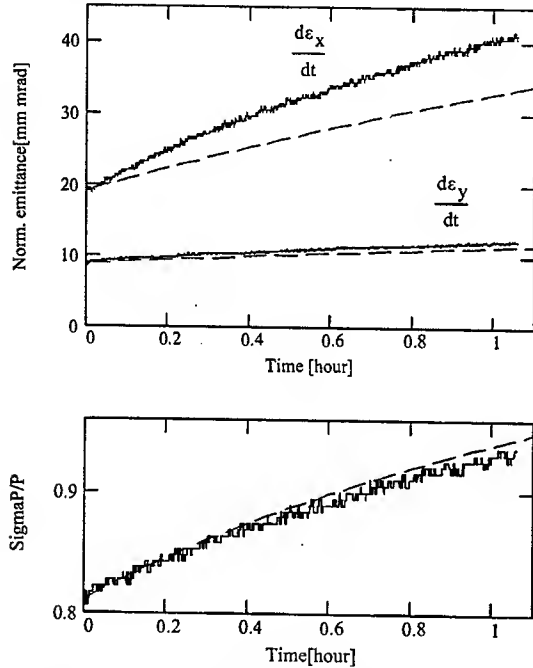 40
dεx
dt
30
Norm. emittance[mm mrad]
20
dεy
dt
10
0
0 0.2 0.4 0.6 0.8 1
Time [hour]
SigmaP/P
0.9
0.8
0 0.2 0.4 0.6 0.8 1
Time[hour]